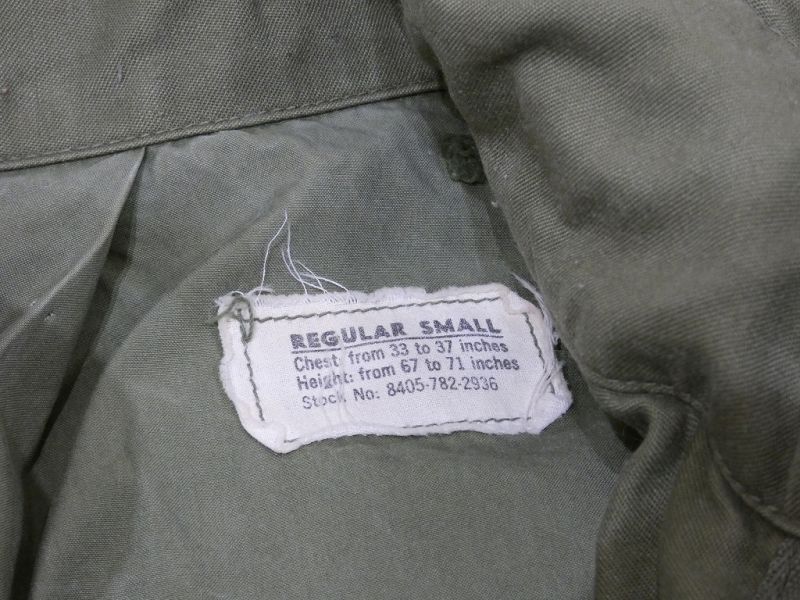 REGULAR SMALL
Chest: from 33 to 37 inches
Height: from 67 to 71 inches
Stock No: 8405-782-2936